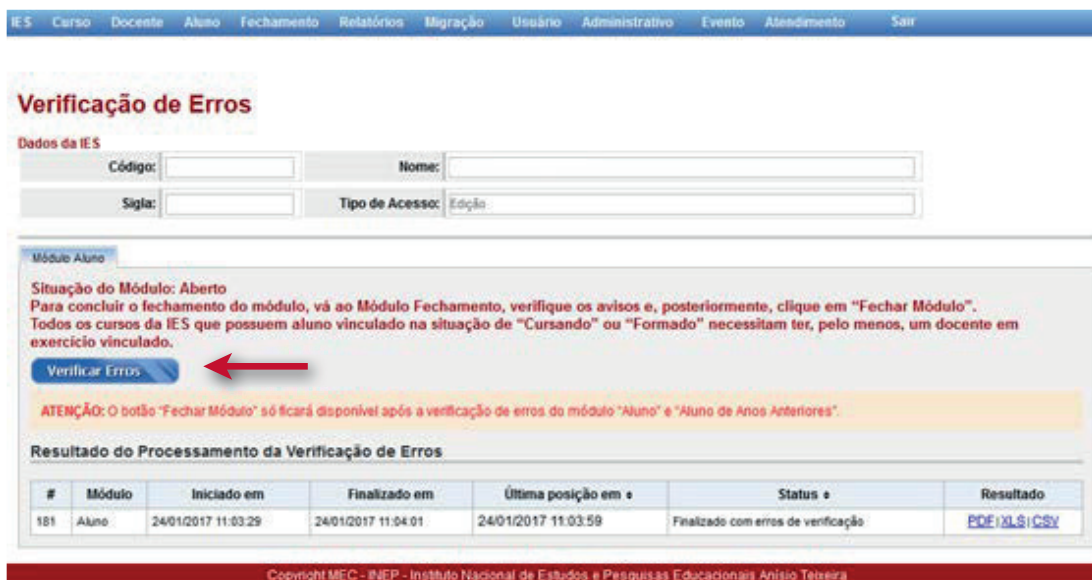 IES Curso Docente Aluno Fechamento Relatórios Migração Usuário Administrativo Evento Atendimento Sair
Verificação de Erros
Dados da IES
Código: Nome:
Sigla: Tipo de Acesso: Edição
Módulo Aluno
Situação do Módulo: Aberto
Para concluir o fechamento do módulo, vá ao Módulo Fechamento, verifique os avisos e, posteriormente, clique em “Fechar Módulo”.
Todos os cursos da IES que possuem aluno vinculado na situação de “Cursando” ou “Formado” necessitam ter, pelo menos, um docente em
exercício vinculado.
Verificar Erros
ATENÇÃO: O botão “Fechar Módulo” só ficará disponível após a verificação de erros do módulo “Aluno” e “Aluno de Anos Anteriores”.
Resultado do Processamento da Verificação de Erros
# Módulo Iniciado em Finalizado em Última posição em Status Resultado
181 Aluno 24/01/2017 11:03:29 24/01/2017 11:04:01 24/01/2017 11:03:59 Finalizado com erros de verificação PDF | XLS | CSV
Copyright MEC - INEP - Instituto Nacional de Estudos e Pesquisas Educacionais Anísio Teixeira